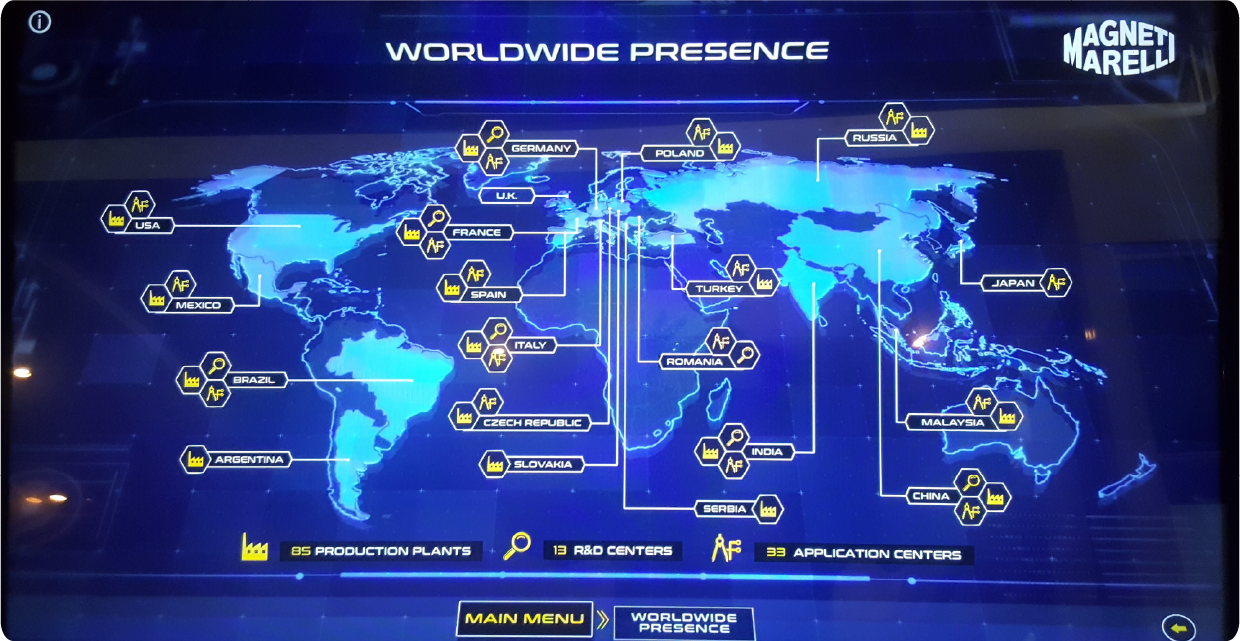 WORLDWIDE PRESENCE
MAGNETI
MARELLI
RUSSIA
GERMANY
POLAND
U.K.
USA
FRANCE
TURKEY
JAPAN
SPAIN
MEXICO
ITALY
ROMANIA
BRAZIL
CZECH REPUBLIC
MALAYSIA
INDIA
ARGENTINA
SLOVAKIA
CHINA
SERBIA
85 PRODUCTION PLANTS
13 R&D CENTERS
33 APPLICATION CENTERS
MAIN MENU
WORLDWIDE
PRESENCE